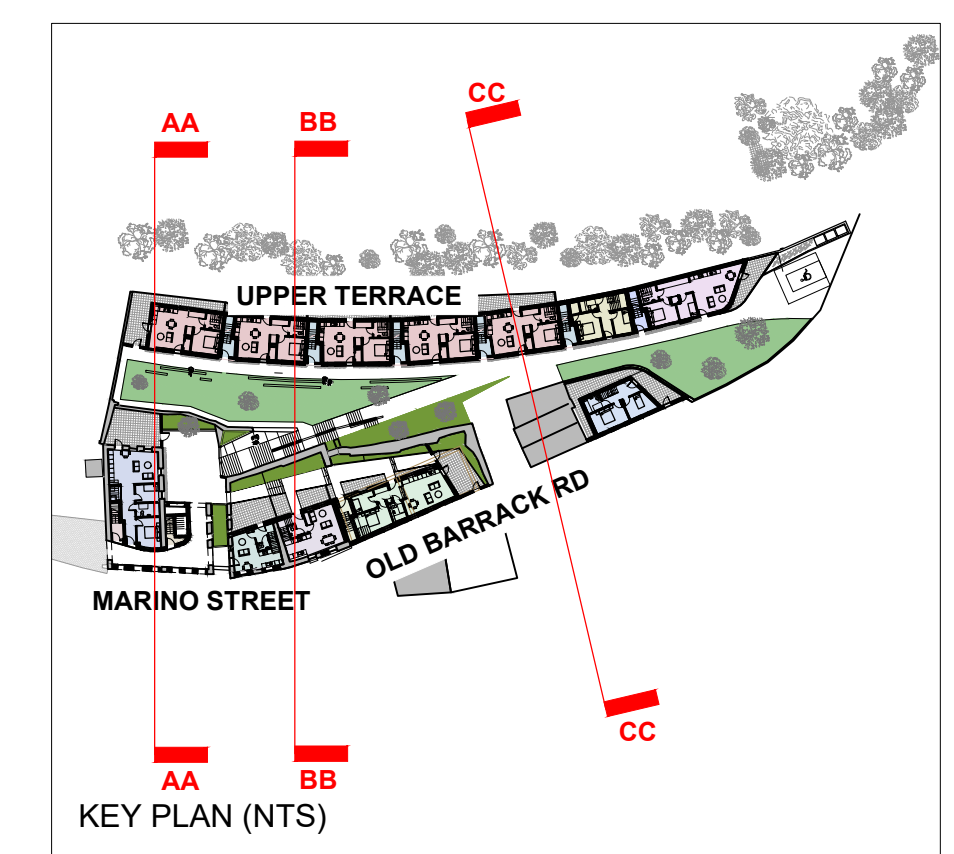 AA
BB
CC
UPPER TERRACE
OLD BARRACK RD
MARINO STREET
CC
AA
BB
KEY PLAN (NTS)